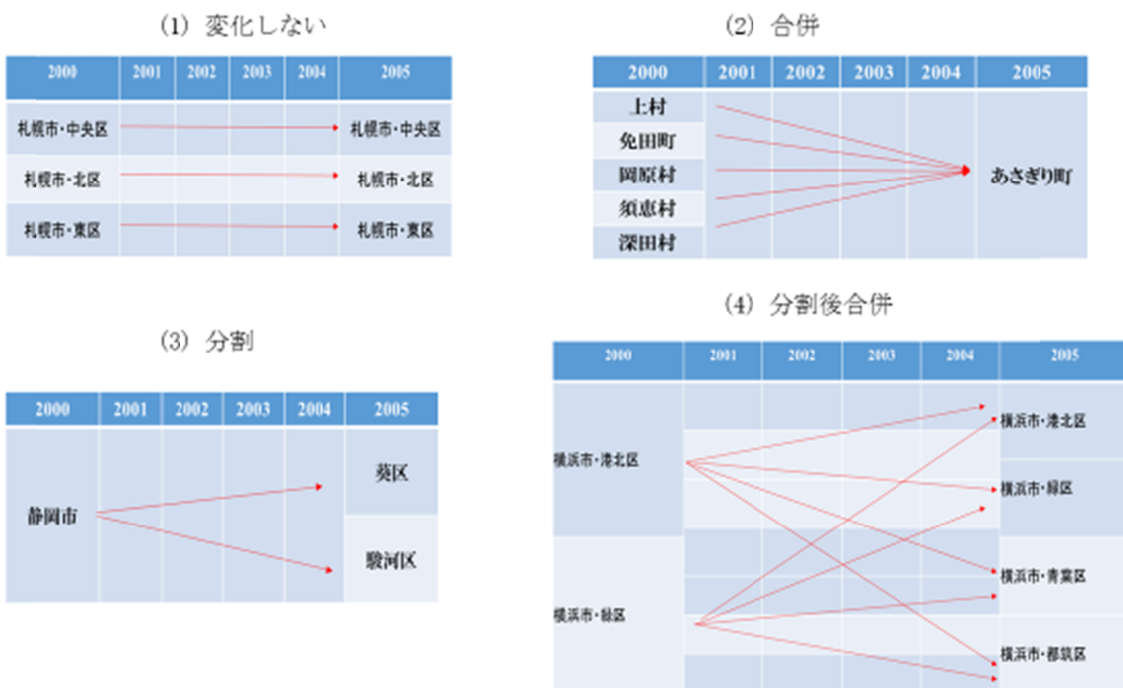 (1) 変化しない
2000 2001 2002 2003 2004 2005
札幌市・中央区 札幌市・中央区
札幌市・北区 札幌市・北区
札幌市・東区 札幌市・東区
(2) 合併
2000 2001 2002 2003 2004 2005
上村
免田町
岡原村 あさぎり町
須恵村
深田村
(3) 分割
2000 2001 2002 2003 2004 2005
葵区
静岡市
駿河区
(4) 分割後合併
2000 2001 2002 2003 2004 2005
横浜市・港北区
横浜市・港北区
横浜市・緑区
横浜市・青葉区
横浜市・緑区
横浜市・都筑区